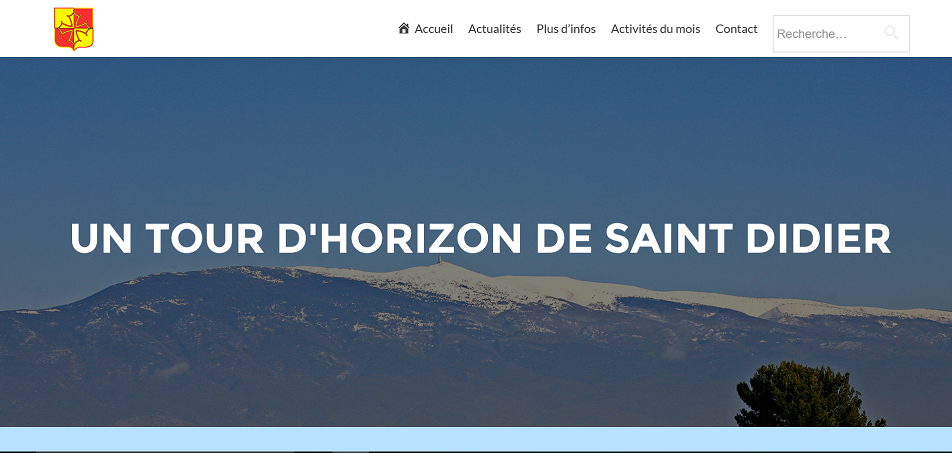 Accueil Actualités Plus d'infos Activités du mois Contact Recherche...
UN TOUR D'HORIZON DE SAINT DIDIER